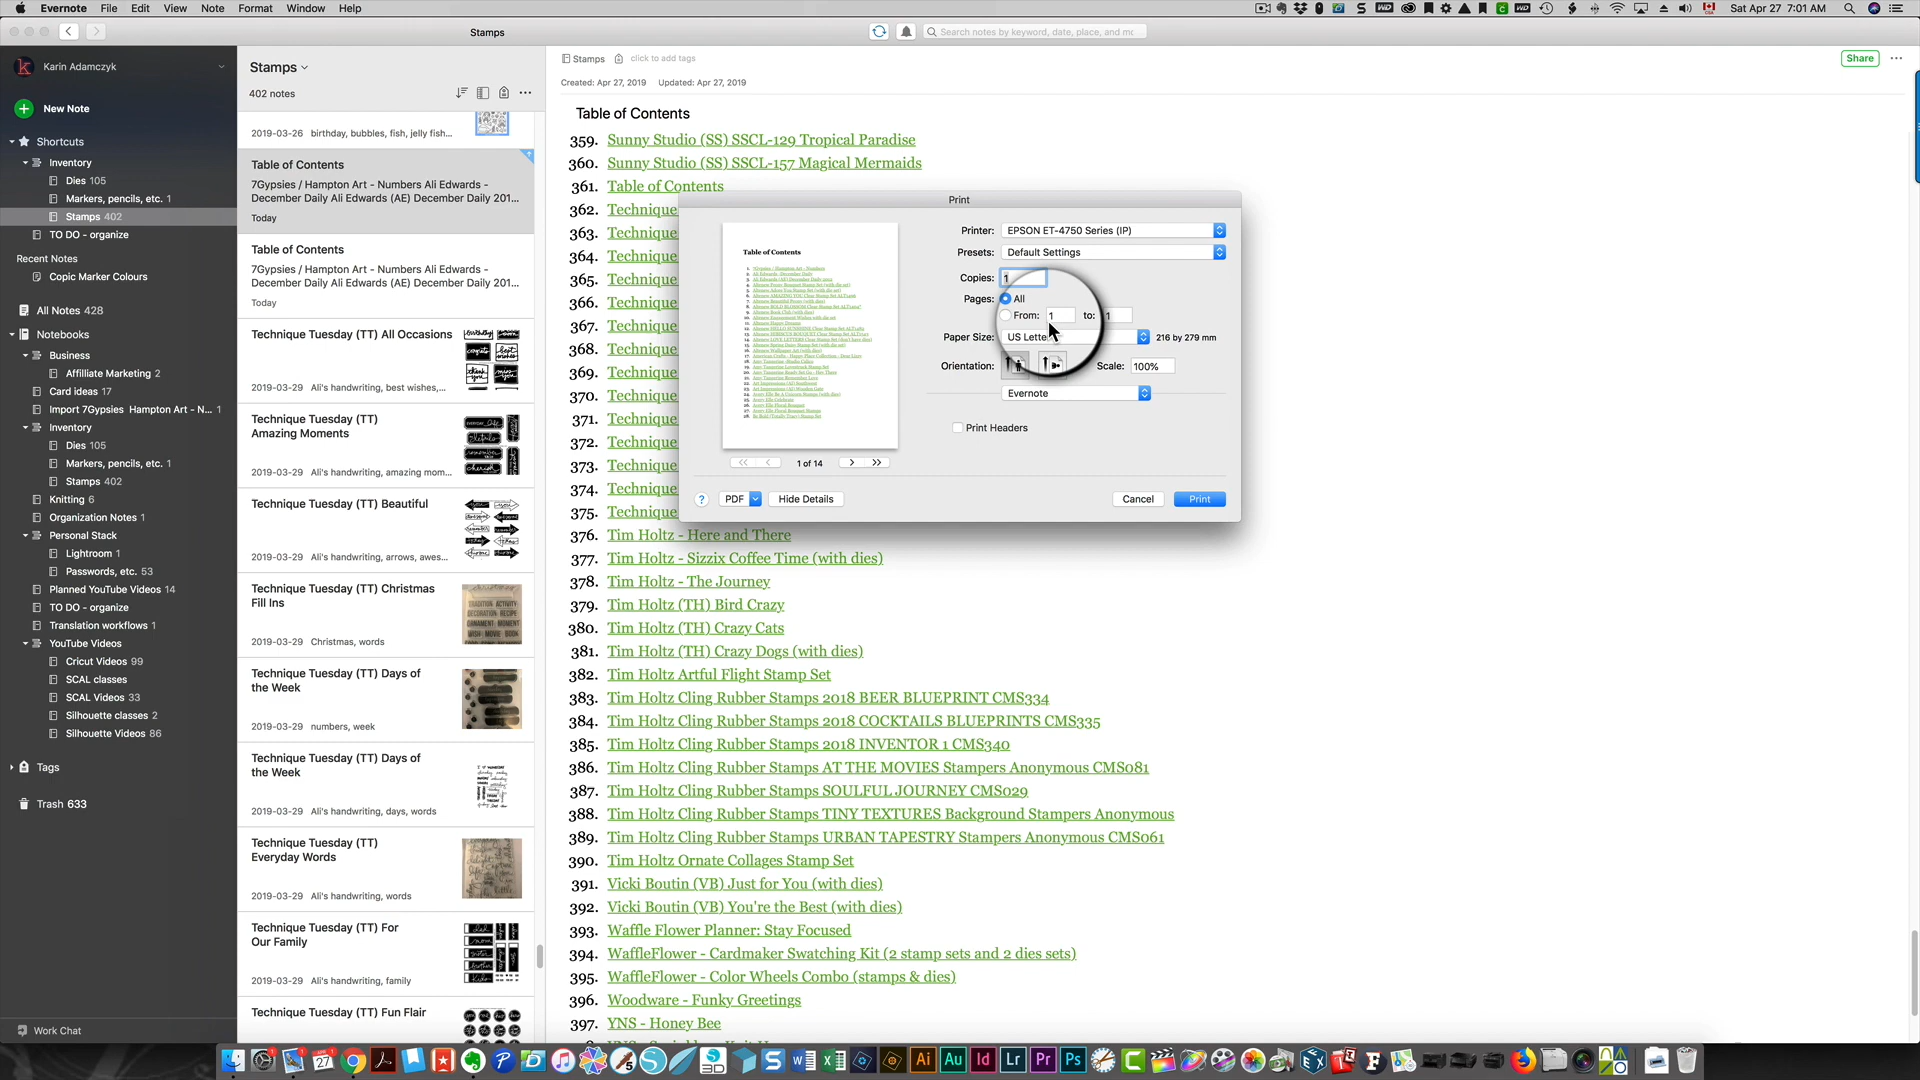 Evernote File Edit View Note Format Window Help
Sat Apr 27 7:01 AM
Stamps
Search notes by keyword, date, place, and mc
Karin Adamczyk
New Note
Shortcuts
Inventory
Dies 105
Markers, pencils, etc. 1
Stamps 402
TO DO - organize
Recent Notes
Copic Marker Colours
All Notes 428
Notebooks
Business
Affiliate Marketing 2
Card ideas 17
Import 7Gypsies Hampton Art - N... 1
Inventory
Dies 105
Markers, pencils, etc. 1
Stamps 402
Knitting 6
Organization Notes 1
Personal Stack
Lightroom 1
Passwords, etc. 53
Planned YouTube Videos 14
TO DO - organize
Translation workflows 1
YouTube Videos
Cricut Videos 99
SCAL classes
SCAL Videos 33
Silhouette classes 2
Silhouette Videos 86
Tags
Trash 633
Work Chat
Stamps
402 notes
2019-03-26 birthday, bubbles, fish, jelly fish...
Table of Contents
7Gypsies / Hampton Art - Numbers Ali Edwards -
December Daily Ali Edwards (AE) December Daily 201...
Today
Table of Contents
7Gypsies / Hampton Art - Numbers Ali Edwards -
December Daily Ali Edwards (AE) December Daily 201...
Today
Technique Tuesday (TT) All Occasions
2019-03-29 Ali's handwriting, best wishes,...
Technique Tuesday (TT)
Amazing Moments
2019-03-29 Ali's handwriting, amazing mom...
Technique Tuesday (TT) Beautiful
2019-03-29 Ali's handwriting, arrows, awes...
Technique Tuesday (TT) Christmas
Fill Ins
2019-03-29 Christmas, words
Technique Tuesday (TT) Days of
the Week
2019-03-29 numbers, week
Technique Tuesday (TT) Days of
the Week
2019-03-29 Ali's handwriting, days, words
Technique Tuesday (TT)
Everyday Words
2019-03-29 Ali's handwriting, words
Technique Tuesday (TT) For
Our Family
2019-03-29 Ali's handwriting, family
Technique Tuesday (TT) Fun Flair
Stamps click to add tags
Share
Created: Apr 27, 2019 Updated: Apr 27, 2019
Table of Contents
359. Sunny Studio (SS) SSCL-129 Tropical Paradise
360. Sunny Studio (SS) SSCL-157 Magical Mermaids
361. Table of Contents
362. Technique
363. Technique
364. Technique
365. Technique
366. Technique
367. Technique
368. Technique
369. Technique
370. Technique
371. Technique
372. Technique
373. Technique
374. Technique
375. Technique
376. Tim Holtz - Here and There
377. Tim Holtz - Sizzix Coffee Time (with dies)
378. Tim Holtz - The Journey
379. Tim Holtz (TH) Bird Crazy
380. Tim Holtz (TH) Crazy Cats
381. Tim Holtz (TH) Crazy Dogs (with dies)
382. Tim Holtz Artful Flight Stamp Set
383. Tim Holtz Cling Rubber Stamps 2018 BEER BLUEPRINT CMS334
384. Tim Holtz Cling Rubber Stamps 2018 COCKTAILS BLUEPRINTS CMS335
385. Tim Holtz Cling Rubber Stamps 2018 INVENTOR 1 CMS340
386. Tim Holtz Cling Rubber Stamps AT THE MOVIES Stampers Anonymous CMS081
387. Tim Holtz Cling Rubber Stamps SOULFUL JOURNEY CMS029
388. Tim Holtz Cling Rubber Stamps TINY TEXTURES Background Stampers Anonymous
389. Tim Holtz Cling Rubber Stamps URBAN TAPESTRY Stampers Anonymous CMS061
390. Tim Holtz Ornate Collages Stamp Set
391. Vicki Boutin (VB) Just for You (with dies)
392. Vicki Boutin (VB) You're the Best (with dies)
393. Waffle Flower Planner: Stay Focused
394. WaffleFlower - Cardmaker Swatching Kit (2 stamp sets and 2 dies sets)
395. WaffleFlower - Color Wheels Combo (stamps & dies)
396. Woodware - Funky Greetings
397. YNS - Honey Bee
Print
Table of Contents
1 of 14
Printer: EPSON ET-4750 Series (IP)
Presets: Default Settings
Copies: 1
Pages: All
From: 1 to: 1
Paper Size: US Lette 216 by 279 mm
Orientation: Scale: 100%
Evernote
Print Headers
? PDF Hide Details Cancel Print